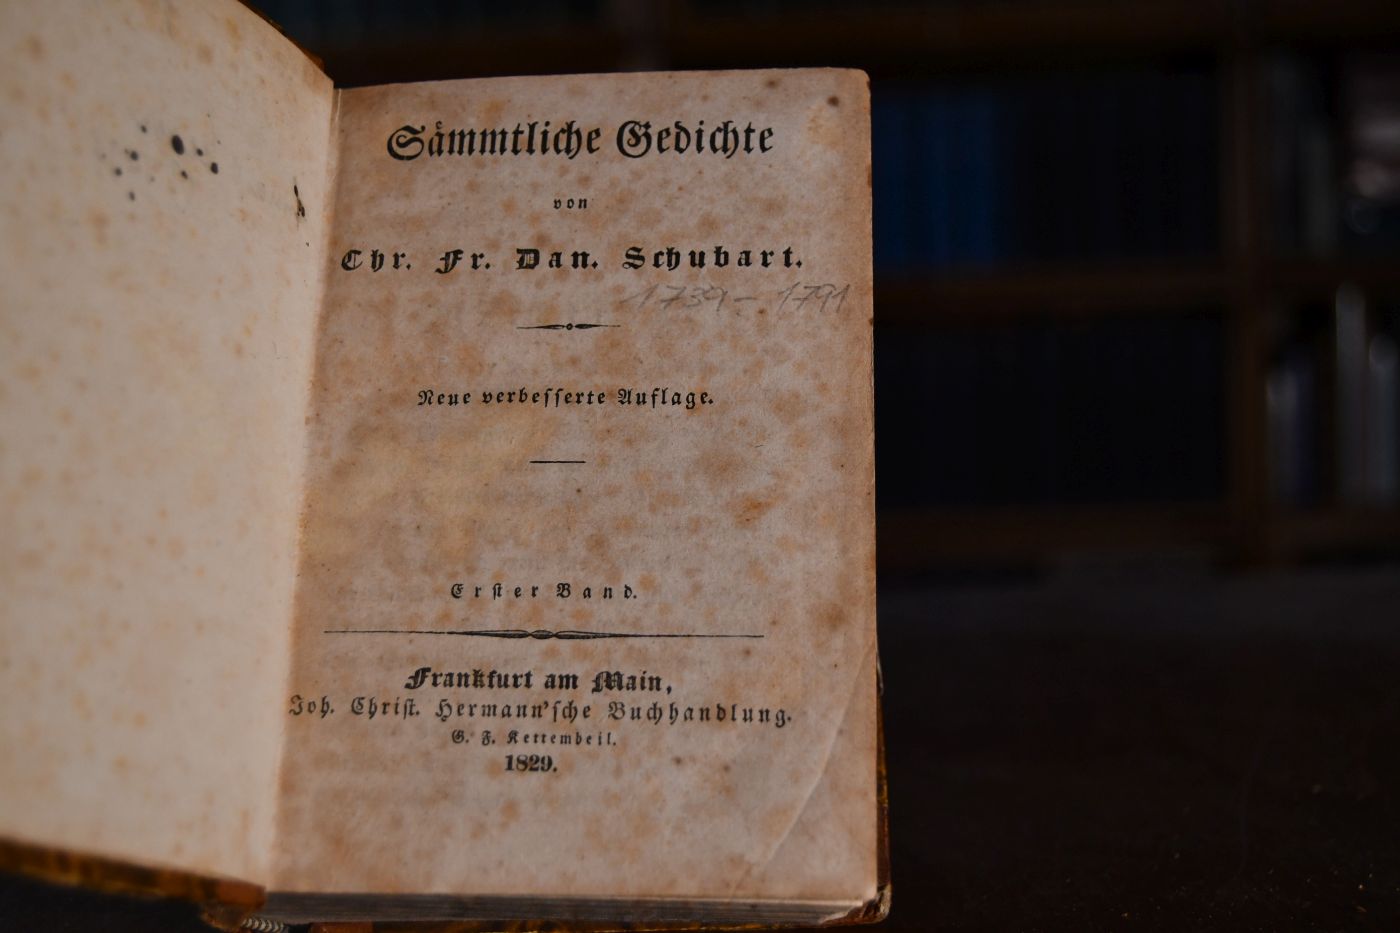 Sämmtliche Gedichte
von
Chr. Fr. Dan. Schubart.
1739 - 1791
Neue verbesserte Auflage.
Erster Band.
Frankfurt am Main,
Joh. Christ. Hermann'sche Buchhandlung.
G. F. Kettembeil.
1829.